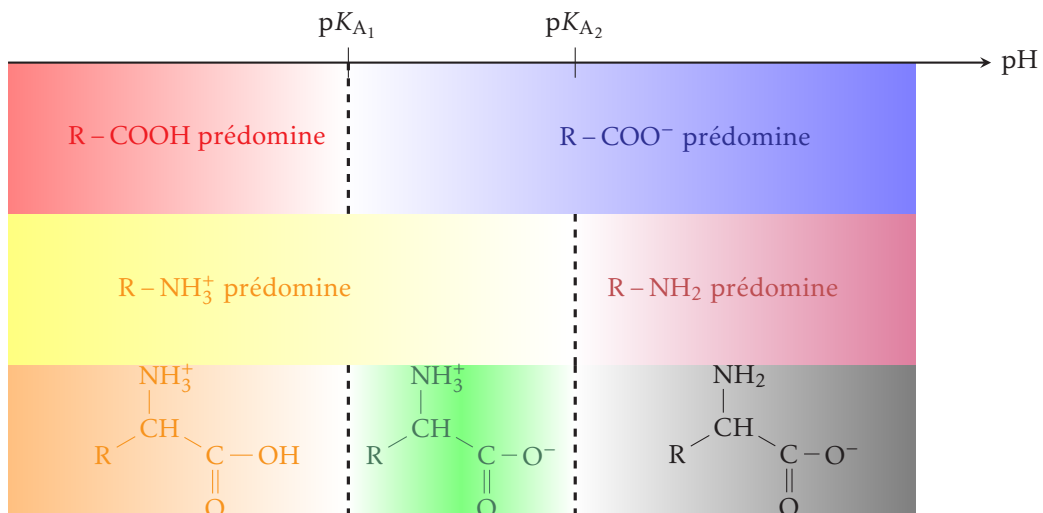 pK_A₁ pK_A₂
pH
R – COOH prédomine R – COO⁻ prédomine
R – NH₃⁺ prédomine R – NH₂ prédomine
NH₃⁺ NH₃⁺ NH₂
CH CH CH
R C OH R C O⁻ R C O⁻
O O O